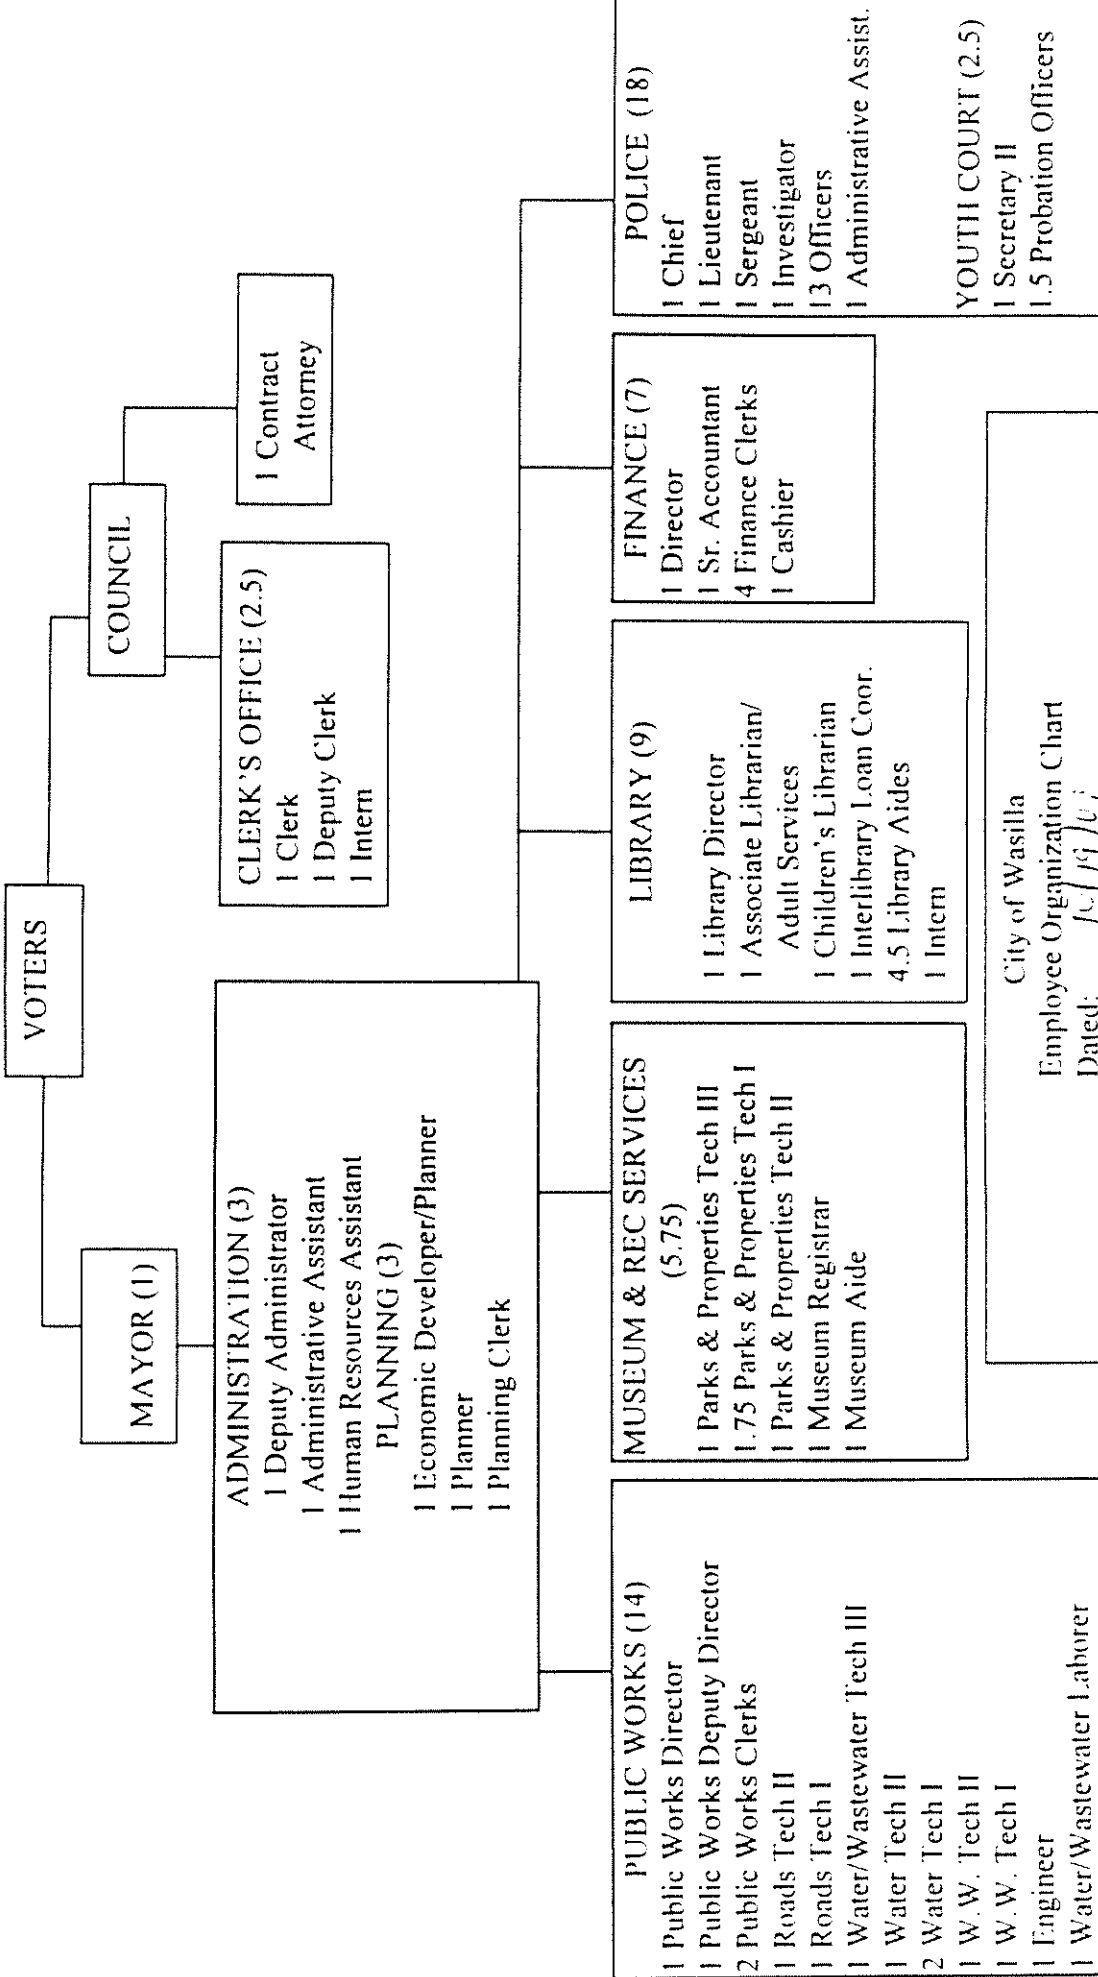 VOTERS
MAYOR (1)
COUNCIL
1 Contract
Attorney
CLERK'S OFFICE (2.5)
1 Clerk
1 Deputy Clerk
1 Intern
ADMINISTRATION (3)
1 Deputy Administrator
1 Administrative Assistant
1 Human Resources Assistant
PLANNING (3)
1 Economic Developer/Planner
1 Planner
1 Planning Clerk
PUBLIC WORKS (14)
1 Public Works Director
1 Public Works Deputy Director
2 Public Works Clerks
1 Roads Tech II
1 Roads Tech I
1 Water/Wastewater Tech III
1 Water Tech II
2 Water Tech I
1 W.W. Tech II
1 W.W. Tech I
1 Engineer
1 Water/Wastewater Laborer
MUSEUM & REC SERVICES
(5.75)
1 Parks & Properties Tech III
1.75 Parks & Properties Tech I
1 Parks & Properties Tech II
1 Museum Registrar
1 Museum Aide
LIBRARY (9)
1 Library Director
1 Associate Librarian/
Adult Services
1 Children's Librarian
1 Interlibrary Loan Coor.
4.5 Library Aides
1 Intern
FINANCE (7)
1 Director
1 Sr. Accountant
4 Finance Clerks
1 Cashier
POLICE (18)
1 Chief
1 Lieutenant
1 Sergeant
1 Investigator
13 Officers
1 Administrative Assist.
YOUTH COURT (2.5)
1 Secretary II
1.5 Probation Officers
City of Wasilla
Employee Organization Chart
Dated: